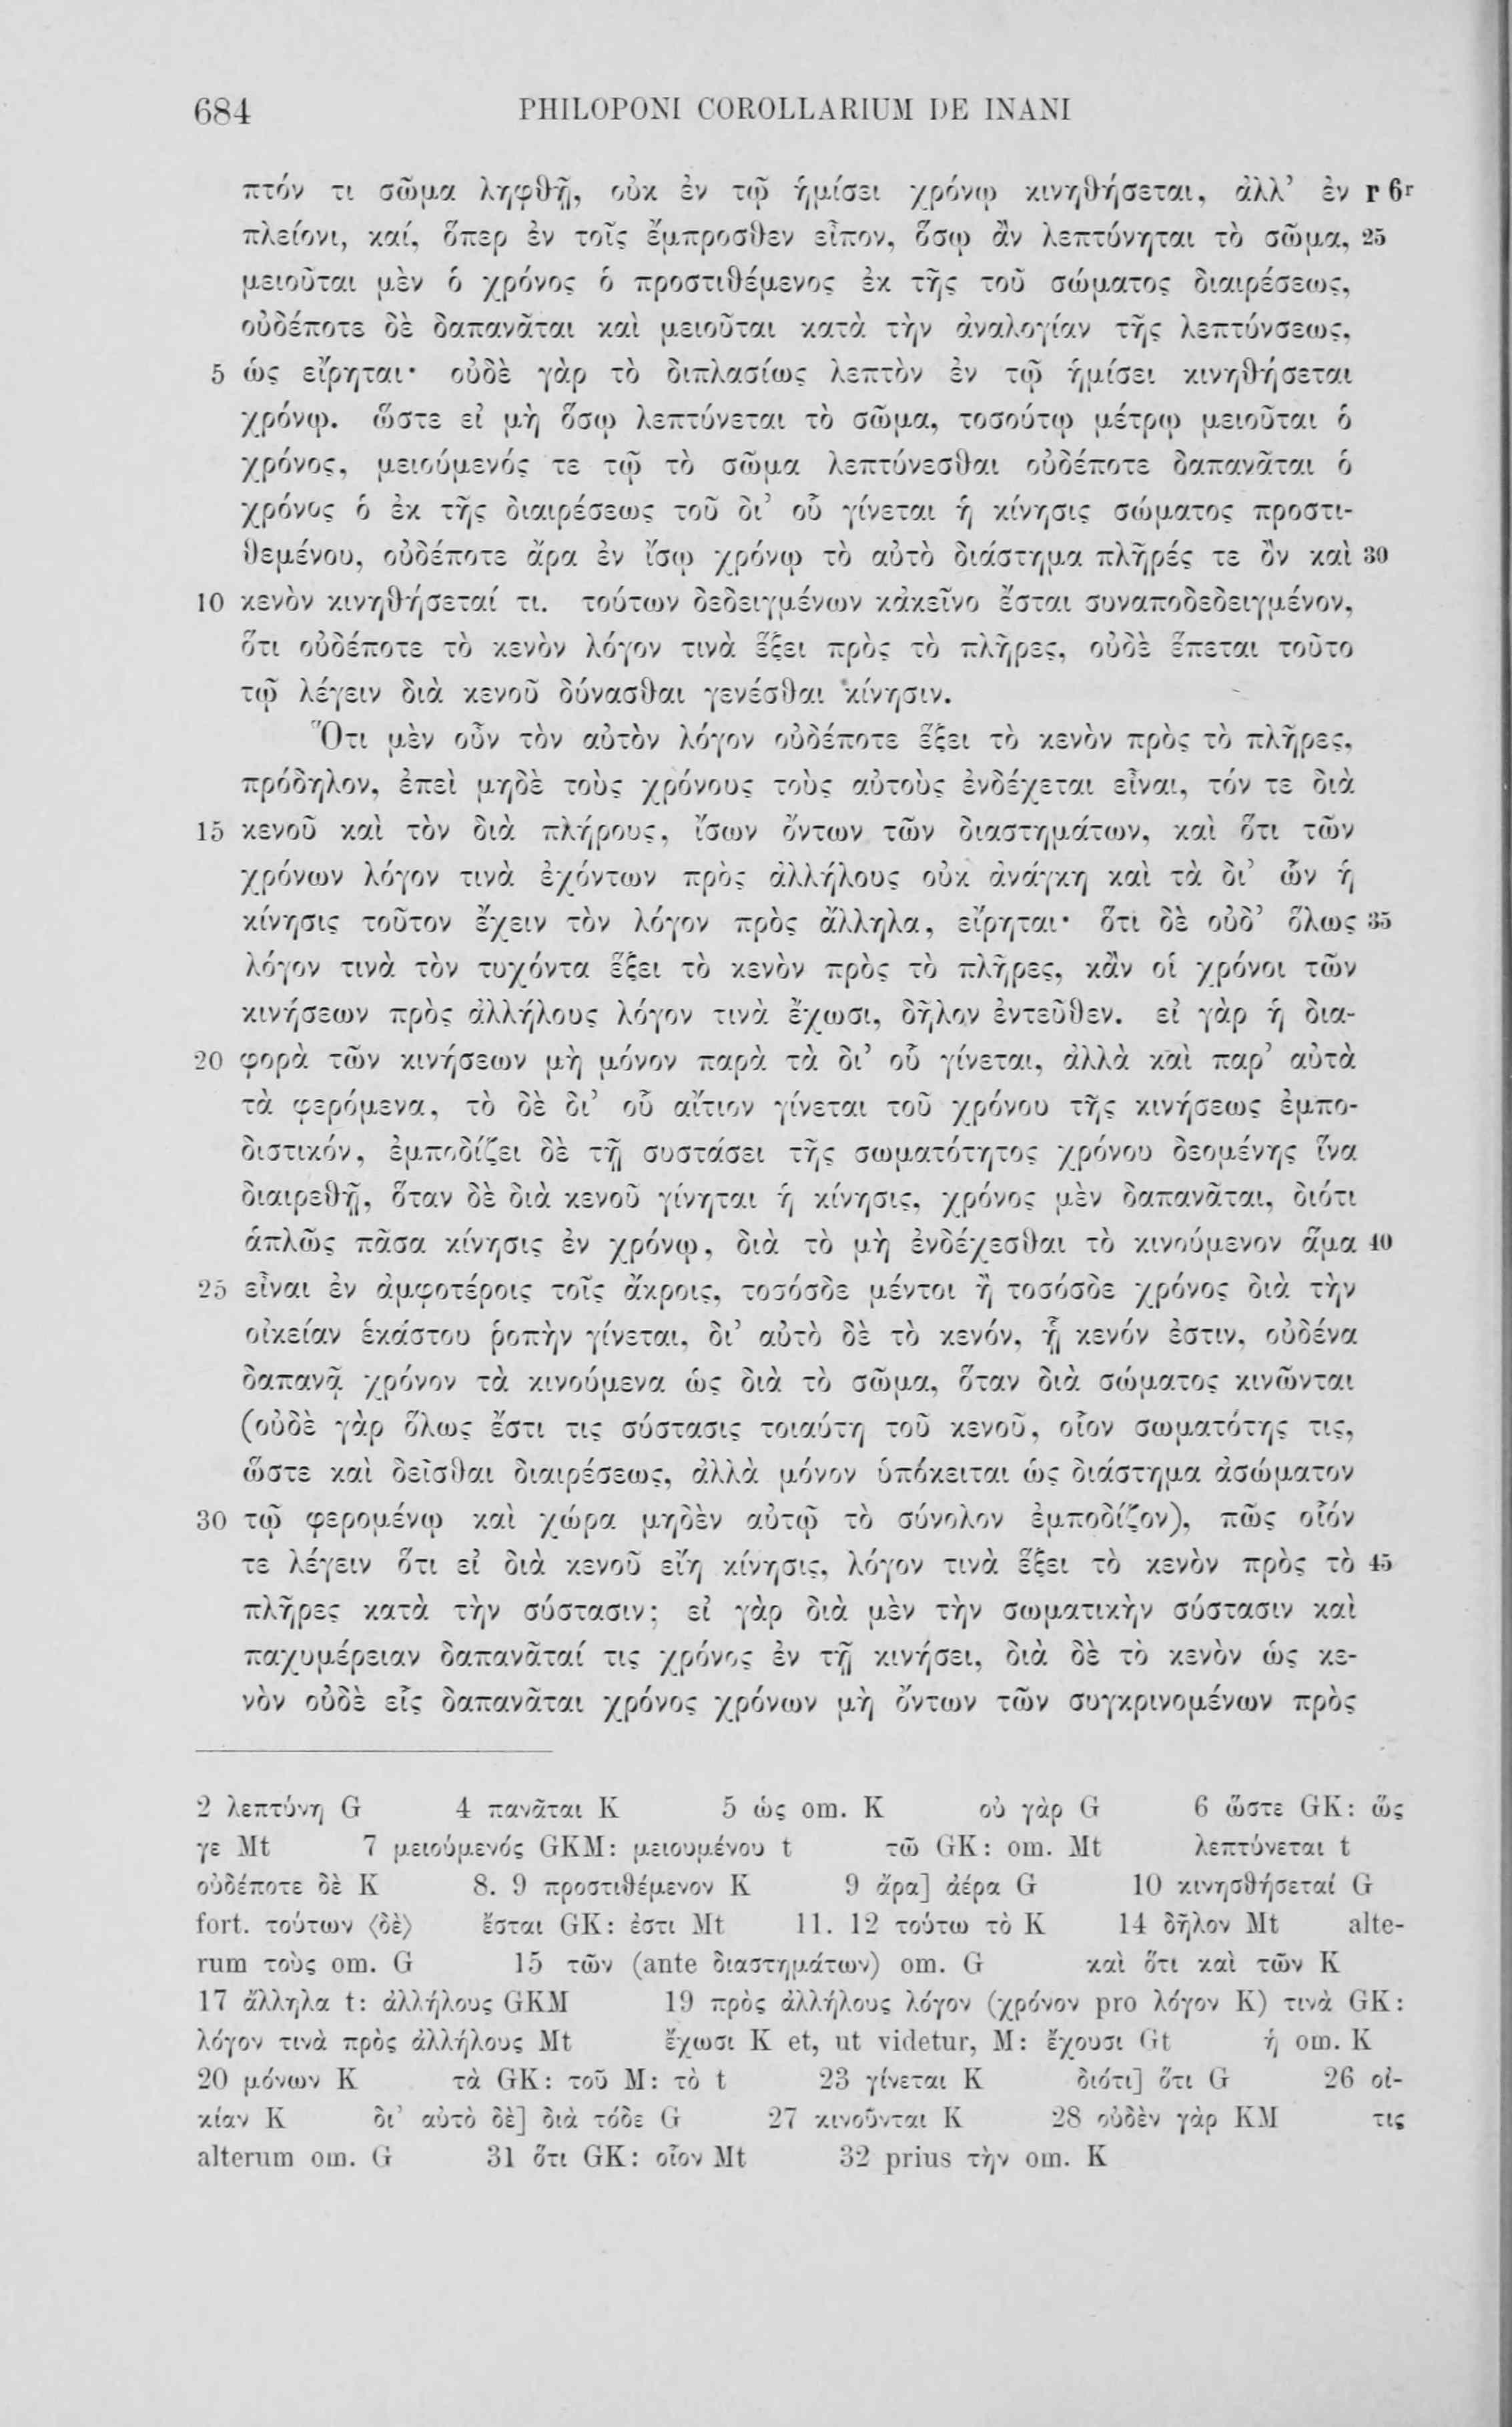 684 PHILOPONI COROLLARIUM DE INANI
πτόν τι σῶμα ληφθῇ, οὐκ ἐν τῷ ἡμίσει χρόνῳ κινηθήσεται, ἀλλ’ ἐν r 6r
πλείονι, καί, ὅπερ ἐν τοῖς ἔμπροσθεν εἶπον, ὅσῳ ἂν λεπτύνηται τὸ σῶμα, 25
μειοῦται μὲν ὁ χρόνος ὁ προστιθέμενος ἐκ τῆς τοῦ σώματος διαιρέσεως,
οὐδέποτε δὲ δαπανᾶται καὶ μειοῦται κατὰ τὴν ἀναλογίαν τῆς λεπτύνσεως,
5 ὡς εἴρηται· οὐδὲ γὰρ τὸ διπλασίως λεπτὸν ἐν τῷ ἡμίσει κινηθήσεται
χρόνῳ. ὥστε εἰ μὴ ὅσῳ λεπτύνεται τὸ σῶμα, τοσούτῳ μέτρῳ μειοῦται ὁ
χρόνος, μειούμενός τε τῷ τὸ σῶμα λεπτύνεσθαι οὐδέποτε δαπανᾶται ὁ
χρόνος ὁ ἐκ τῆς διαιρέσεως τοῦ δι’ οὗ γίνεται ἡ κίνησις σώματος προστι-
θεμένου, οὐδέποτε ἄρα ἐν ἴσῳ χρόνῳ τὸ αὐτὸ διάστημα πλῆρές τε ὂν καὶ 30
10 κενὸν κινηθήσεταί τι. τούτων δεδειγμένων κἀκεῖνο ἔσται συναποδεδειγμένον,
ὅτι οὐδέποτε τὸ κενὸν λόγον τινὰ ἕξει πρὸς τὸ πλῆρες, οὐδὲ ἕπεται τοῦτο
τῷ λέγειν διὰ κενοῦ δύνασθαι γενέσθαι κίνησιν.
Ὅτι μὲν οὖν τὸν αὐτὸν λόγον οὐδέποτε ἕξει τὸ κενὸν πρὸς τὸ πλῆρες,
πρόδηλον, ἐπεὶ μηδὲ τοὺς χρόνους τοὺς αὐτοὺς ἐνδέχεται εἶναι, τόν τε διὰ
15 κενοῦ καὶ τὸν διὰ πλήρους, ἴσων ὄντων τῶν διαστημάτων, καὶ ὅτι τῶν
χρόνων λόγον τινὰ ἐχόντων πρὸς ἀλλήλους οὐκ ἀνάγκη καὶ τὰ δι’ ὧν ἡ
κίνησις τοῦτον ἔχειν τὸν λόγον πρὸς ἄλληλα, εἴρηται· ὅτι δὲ οὐδ’ ὅλως 35
λόγον τινὰ τὸν τυχόντα ἕξει τὸ κενὸν πρὸς τὸ πλῆρες, κἂν οἱ χρόνοι τῶν
κινήσεων πρὸς ἀλλήλους λόγον τινὰ ἔχωσι, δῆλον ἐντεῦθεν. εἰ γὰρ ἡ δια-
20 φορὰ τῶν κινήσεων μὴ μόνον παρὰ τὰ δι’ οὗ γίνεται, ἀλλὰ καὶ παρ’ αὐτὰ
τὰ φερόμενα, τὸ δὲ δι’ οὗ αἴτιον γίνεται τοῦ χρόνου τῆς κινήσεως ἐμπο-
διστικόν, ἐμποδίζει δὲ τῇ συστάσει τῆς σωματότητος χρόνου δεομένης ἵνα
διαιρεθῇ, ὅταν δὲ διὰ κενοῦ γίνηται ἡ κίνησις, χρόνος μὲν δαπανᾶται, διότι
ἁπλῶς πᾶσα κίνησις ἐν χρόνῳ, διὰ τὸ μὴ ἐνδέχεσθαι τὸ κινούμενον ἅμα 40
25 εἶναι ἐν ἀμφοτέροις τοῖς ἄκροις, τοσόσδε μέντοι ἢ τοσόσδε χρόνος διὰ τὴν
οἰκείαν ἑκάστου ῥοπὴν γίνεται, δι’ αὐτὸ δὲ τὸ κενόν, ᾗ κενόν ἐστιν, οὐδένα
δαπανᾷ χρόνον τὰ κινούμενα ὡς διὰ τὸ σῶμα, ὅταν διὰ σώματος κινῶνται
(οὐδὲ γὰρ ὅλως ἔστι τις σύστασις τοιαύτη τοῦ κενοῦ, οἷον σωματότης τις,
ὥστε καὶ δεῖσθαι διαιρέσεως, ἀλλὰ μόνον ὑπόκειται ὡς διάστημα ἀσώματον
30 τῷ φερομένῳ καὶ χώρα μηδὲν αὐτῷ τὸ σύνολον ἐμποδίζον), πῶς οἷόν
τε λέγειν ὅτι εἰ διὰ κενοῦ εἴη κίνησις, λόγον τινὰ ἕξει τὸ κενὸν πρὸς τὸ 45
πλῆρες κατὰ τὴν σύστασιν; εἰ γὰρ διὰ μὲν τὴν σωματικὴν σύστασιν καὶ
παχυμέρειαν δαπανᾶταί τις χρόνος ἐν τῇ κινήσει, διὰ δὲ τὸ κενὸν ὡς κε-
νὸν οὐδὲ εἷς δαπανᾶται χρόνος χρόνων μὴ ὄντων τῶν συγκρινομένων πρὸς
2 λεπτύνη G 4 πανᾶται K 5 ὡς om. K οὐ γὰρ G 6 ὥστε GK: ὥς
γε Mt 7 μειούμενός GKM: μειουμένου t τῶ GK: om. Mt λεπτύνεται t
οὐδέποτε δὲ K 8. 9 προστιθέμενον K 9 ἄρα] ἀέρα G 10 κινησθήσεταί G
fort. τούτων ⟨δὲ⟩ ἔσται GK: ἐστι Mt 11. 12 τούτω τὸ K 14 δῆλον Mt alte-
rum τοὺς om. G 15 τῶν (ante διαστημάτων) om. G καὶ ὅτι καὶ τῶν K
17 ἄλληλα t: ἀλλήλους GKM 19 πρὸς ἀλλήλους λόγον (χρόνον pro λόγον K) τινὰ GK:
λόγον τινὰ πρὸς ἀλλήλους Mt ἔχωσι K et, ut videtur, M: ἔχουσι Gt ἡ om. K
20 μόνων K τὰ GK: τοῦ M: τὸ t 23 γίνεται K διότι] ὅτι G 26 οἰ-
κίαν K δι’ αὐτὸ δὲ] διὰ τόδε G 27 κινοῦνται K 28 οὐδὲν γὰρ KM τις
alterum om. G 31 ὅτι GK: οἷον Mt 32 prius τὴν om. K